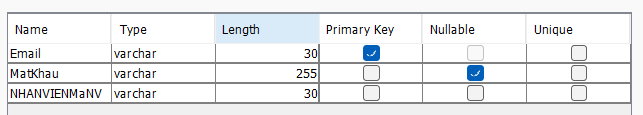 Name Type Length Primary Key Nullable Unique
Email varchar 30
MatKhau varchar 255
NHANVIENMaNV varchar 30